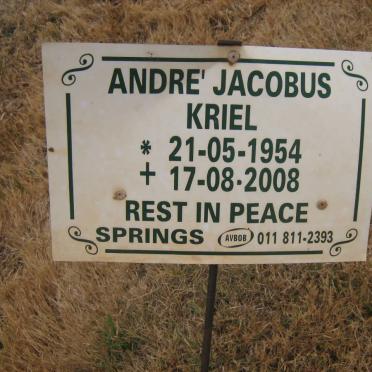 ANDRE' JACOBUS
KRIEL
* 21-05-1954
+ 17-08-2008
REST IN PEACE
SPRINGS AVBOB 011 811-2393